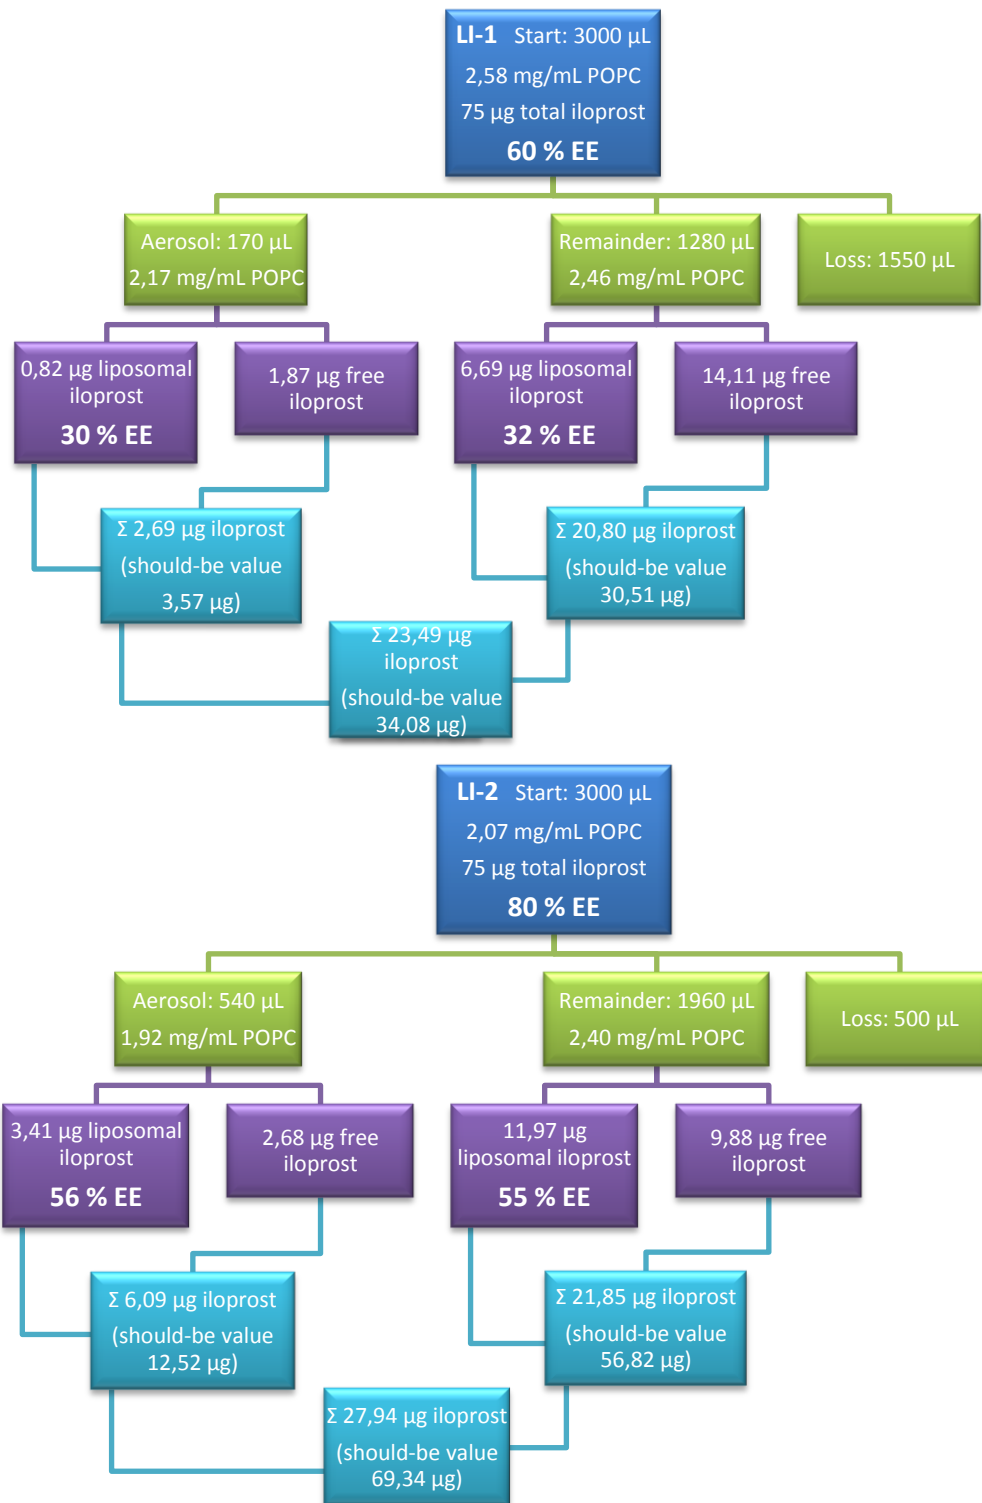 LI-1 Start: 3000 µL
2,58 mg/mL POPC
75 µg total iloprost
60 % EE
Aerosol: 170 µL
2,17 mg/mL POPC
Remainder: 1280 µL
2,46 mg/mL POPC
Loss: 1550 µL
0,82 µg liposomal
iloprost
30 % EE
1,87 µg free
iloprost
6,69 µg liposomal
iloprost
32 % EE
14,11 µg free
iloprost
Σ 2,69 µg iloprost
(should-be value
3,57 µg)
Σ 20,80 µg iloprost
(should-be value
30,51 µg)
Σ 23,49 µg
iloprost
(should-be value
34,08 µg)
LI-2 Start: 3000 µL
2,07 mg/mL POPC
75 µg total iloprost
80 % EE
Aerosol: 540 µL
1,92 mg/mL POPC
Remainder: 1960 µL
2,40 mg/mL POPC
Loss: 500 µL
3,41 µg liposomal
iloprost
56 % EE
2,68 µg free
iloprost
11,97 µg
liposomal iloprost
55 % EE
9,88 µg free
iloprost
Σ 6,09 µg iloprost
(should-be value
12,52 µg)
Σ 21,85 µg iloprost
(should-be value
56,82 µg)
Σ 27,94 µg iloprost
(should-be value
69,34 µg)